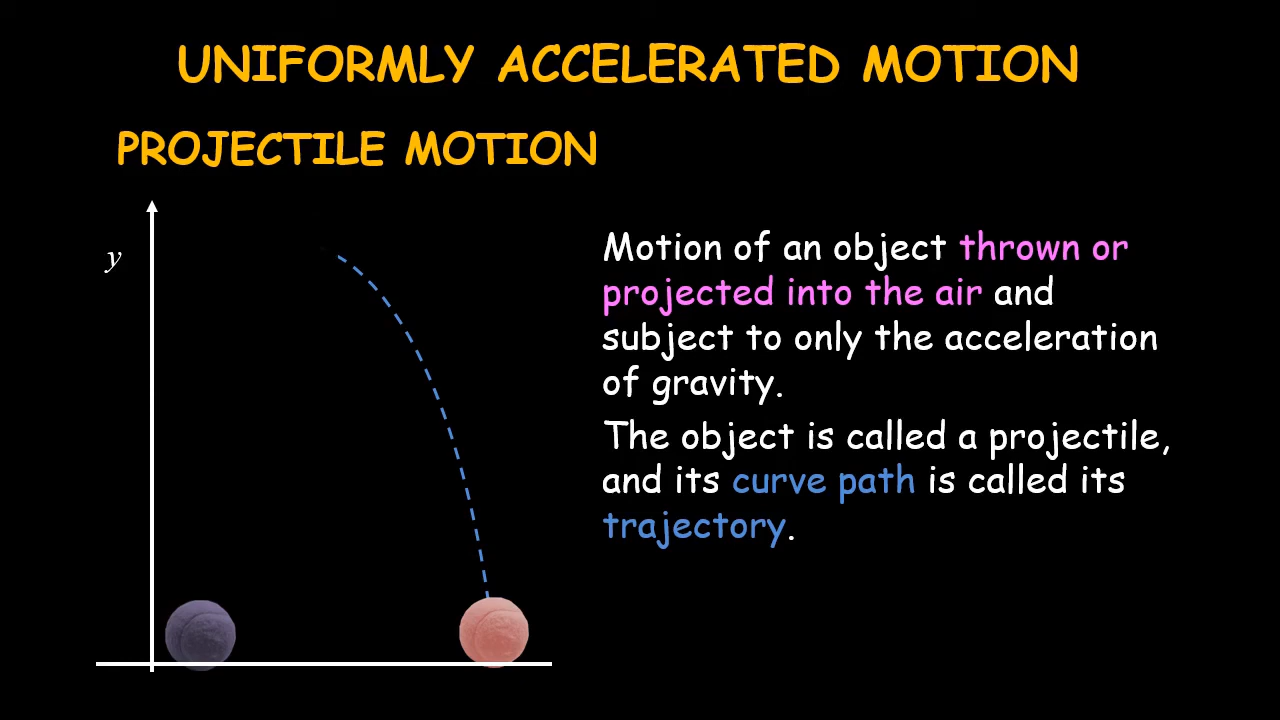 UNIFORMLY ACCELERATED MOTION
PROJECTILE MOTION
y
Motion of an object thrown or
projected into the air and
subject to only the acceleration
of gravity.
The object is called a projectile,
and its curve path is called its
trajectory.